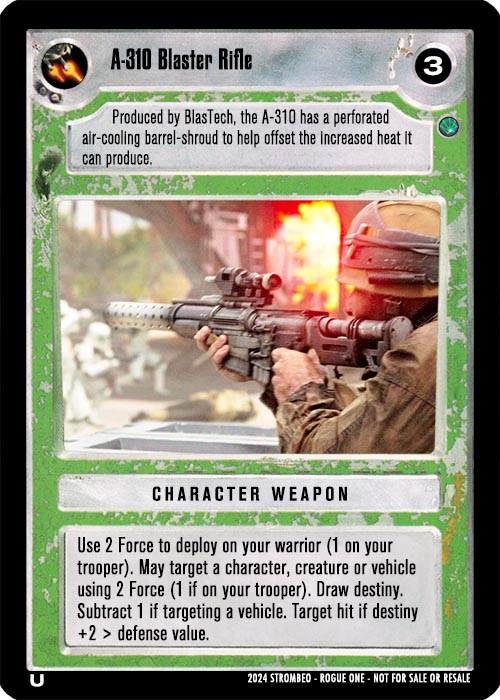 A-310 Blaster Rifle
3
Produced by BlasTech, the A-310 has a perforated
air-cooling barrel-shroud to help offset the increased heat it
can produce.
CHARACTER WEAPON
Use 2 Force to deploy on your warrior (1 on your
trooper). May target a character, creature or vehicle
using 2 Force (1 if on your trooper). Draw destiny.
Subtract 1 if targeting a vehicle. Target hit if destiny
+2 > defense value.
U
2024 STROMBEO - ROGUE ONE - NOT FOR SALE OR RESALE